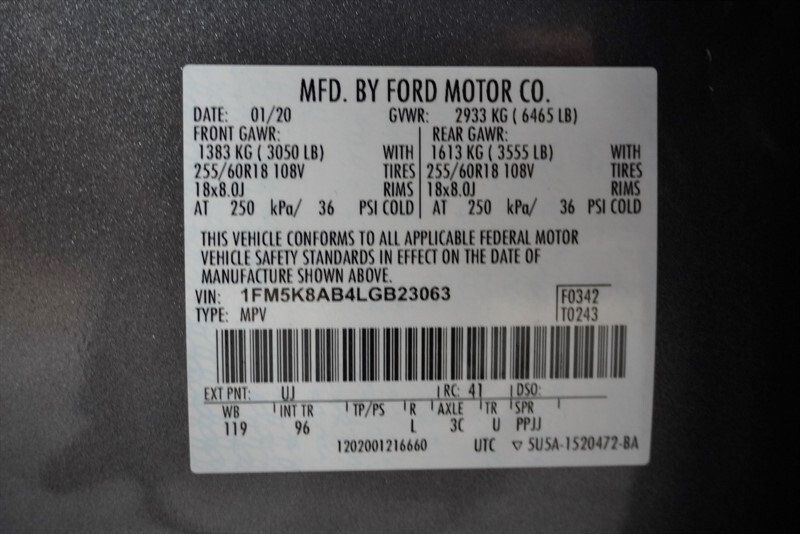 MFD. BY FORD MOTOR CO.
DATE: 01/20 GVWR: 2933 KG ( 6465 LB)
FRONT GAWR: REAR GAWR:
1383 KG ( 3050 LB) WITH 1613 KG ( 3555 LB) WITH
255/60R18 108V TIRES 255/60R18 108V TIRES
18x8.0J RIMS 18x8.0J RIMS
AT 250 kPa/ 36 PSI COLD AT 250 kPa/ 36 PSI COLD
THIS VEHICLE CONFORMS TO ALL APPLICABLE FEDERAL MOTOR
VEHICLE SAFETY STANDARDS IN EFFECT ON THE DATE OF
MANUFACTURE SHOWN ABOVE.
VIN: 1FM5K8AB4LGB23063 F0342
TYPE: MPV T0243
EXT PNT: UJ RC: 41 DSO:
WB INT TR TP/PS R AXLE TR SPR
119 96 L 3C U PPJJ
1202001216660 UTC ▽ SU5A-1520472-BA